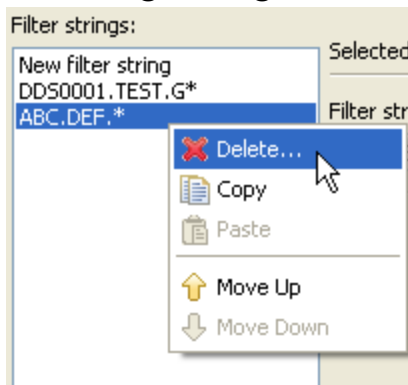 Filter strings:
New filter string
DDS0001.TEST.G*
ABC.DEF.*
Selected
Filter str
Delete...
Copy
Paste
Move Up
Move Down